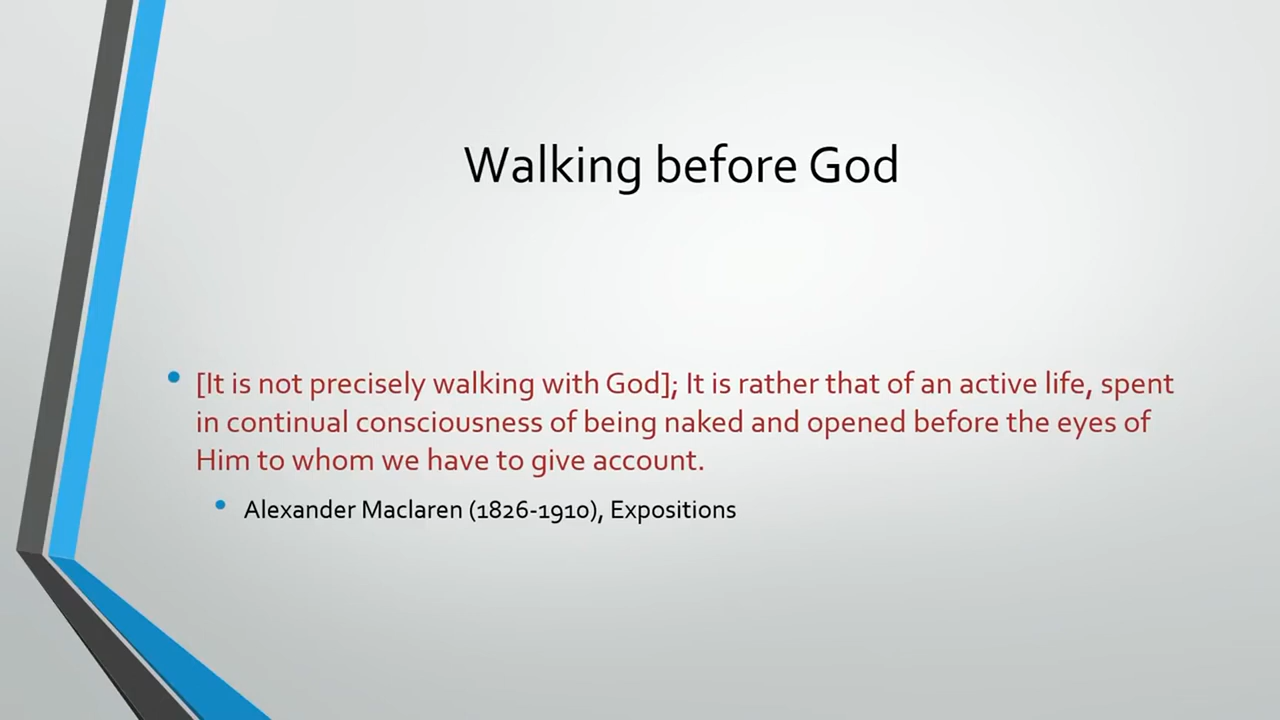 Walking before God
• [It is not precisely walking with God]; It is rather that of an active life, spent
in continual consciousness of being naked and opened before the eyes of
Him to whom we have to give account.
• Alexander Maclaren (1826-1910), Expositions